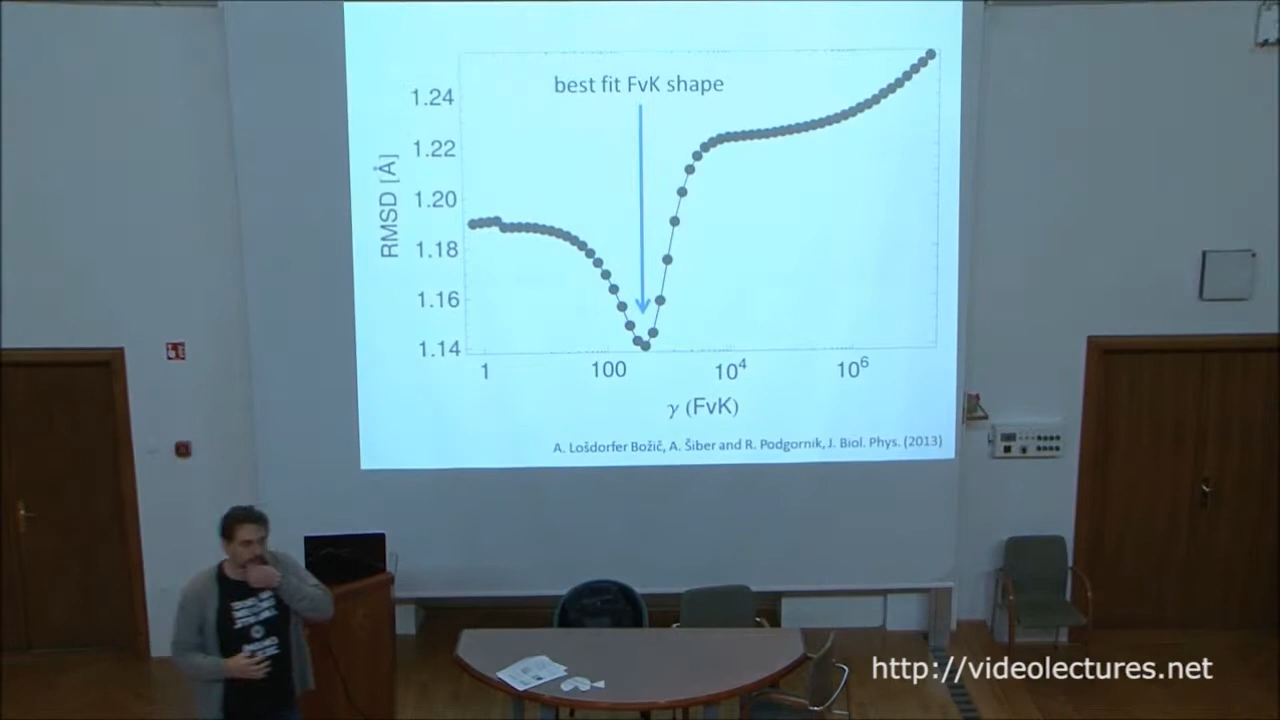 best fit FvK shape
1.24
1.22
1.20
1.18
1.16
1.14
RMSD [Å]
1
100
10⁴
10⁶
γ (FvK)
A. Lošdorfer Božič, A. Šiber and R. Podgornik, J. Biol. Phys. (2013)
http://videolectures.net